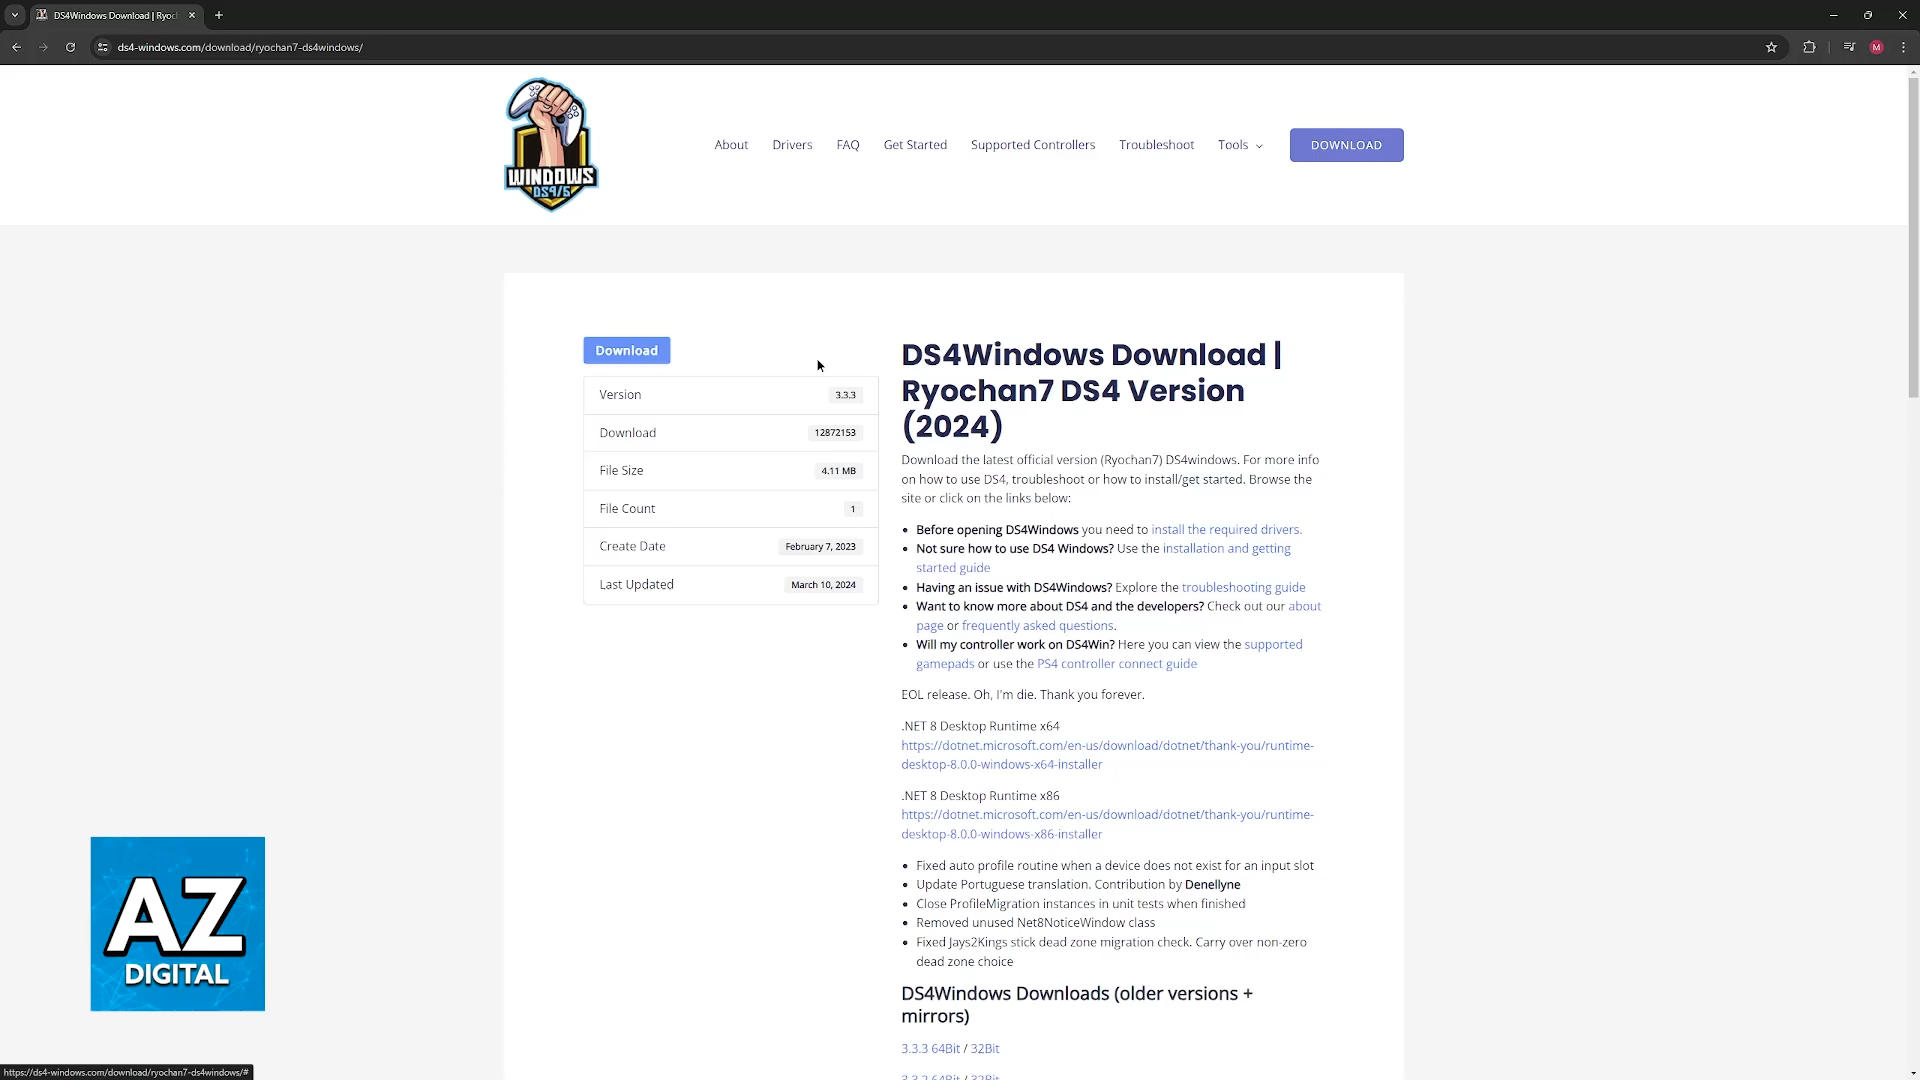 DS4Windows Download | Ryoc
ds4-windows.com/download/ryochan7-ds4windows/
M
WINDOWS
DS4/5
About
Drivers
FAQ
Get Started
Supported Controllers
Troubleshoot
Tools
DOWNLOAD
Download
Version 3.3.3
Download 12872153
File Size 4.11 MB
File Count 1
Create Date February 7, 2023
Last Updated March 10, 2024
DS4Windows Download |
Ryochan7 DS4 Version
(2024)
Download the latest official version (Ryochan7) DS4windows. For more info
on how to use DS4, troubleshoot or how to install/get started. Browse the
site or click on the links below:
Before opening DS4Windows you need to install the required drivers.
Not sure how to use DS4 Windows? Use the installation and getting
started guide
Having an issue with DS4Windows? Explore the troubleshooting guide
Want to know more about DS4 and the developers? Check out our about
page or frequently asked questions.
Will my controller work on DS4Win? Here you can view the supported
gamepads or use the PS4 controller connect guide
EOL release. Oh, I'm die. Thank you forever.
.NET 8 Desktop Runtime x64
https://dotnet.microsoft.com/en-us/download/dotnet/thank-you/runtime-
desktop-8.0.0-windows-x64-installer
.NET 8 Desktop Runtime x86
https://dotnet.microsoft.com/en-us/download/dotnet/thank-you/runtime-
desktop-8.0.0-windows-x86-installer
Fixed auto profile routine when a device does not exist for an input slot
Update Portuguese translation. Contribution by Denellyne
Close ProfileMigration instances in unit tests when finished
Removed unused Net8NoticeWindow class
Fixed Jays2Kings stick dead zone migration check. Carry over non-zero
dead zone choice
DS4Windows Downloads (older versions +
mirrors)
3.3.3 64Bit / 32Bit
3.3.2 64Bit / 32Bit
AZ
DIGITAL
https://ds4-windows.com/download/ryochan7-ds4windows/#